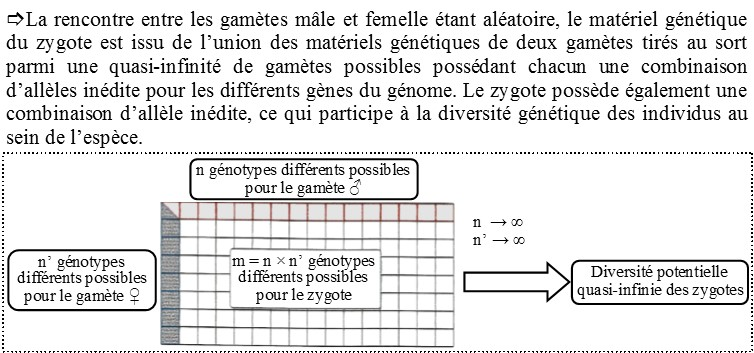 ⇨La rencontre entre les gamètes mâle et femelle étant aléatoire, le matériel génétique
du zygote est issu de l’union des matériels génétiques de deux gamètes tirés au sort
parmi une quasi-infinité de gamètes possibles possédant chacun une combinaison
d’allèles inédite pour les différents gènes du génome. Le zygote possède également une
combinaison d’allèle inédite, ce qui participe à la diversité génétique des individus au
sein de l’espèce.
n génotypes différents possibles
pour le gamète ♂
n → ∞
n’ → ∞
n’ génotypes
différents possibles
pour le gamète ♀
m = n × n’ génotypes
différents possibles
pour le zygote
Diversité potentielle
quasi-infinie des zygotes